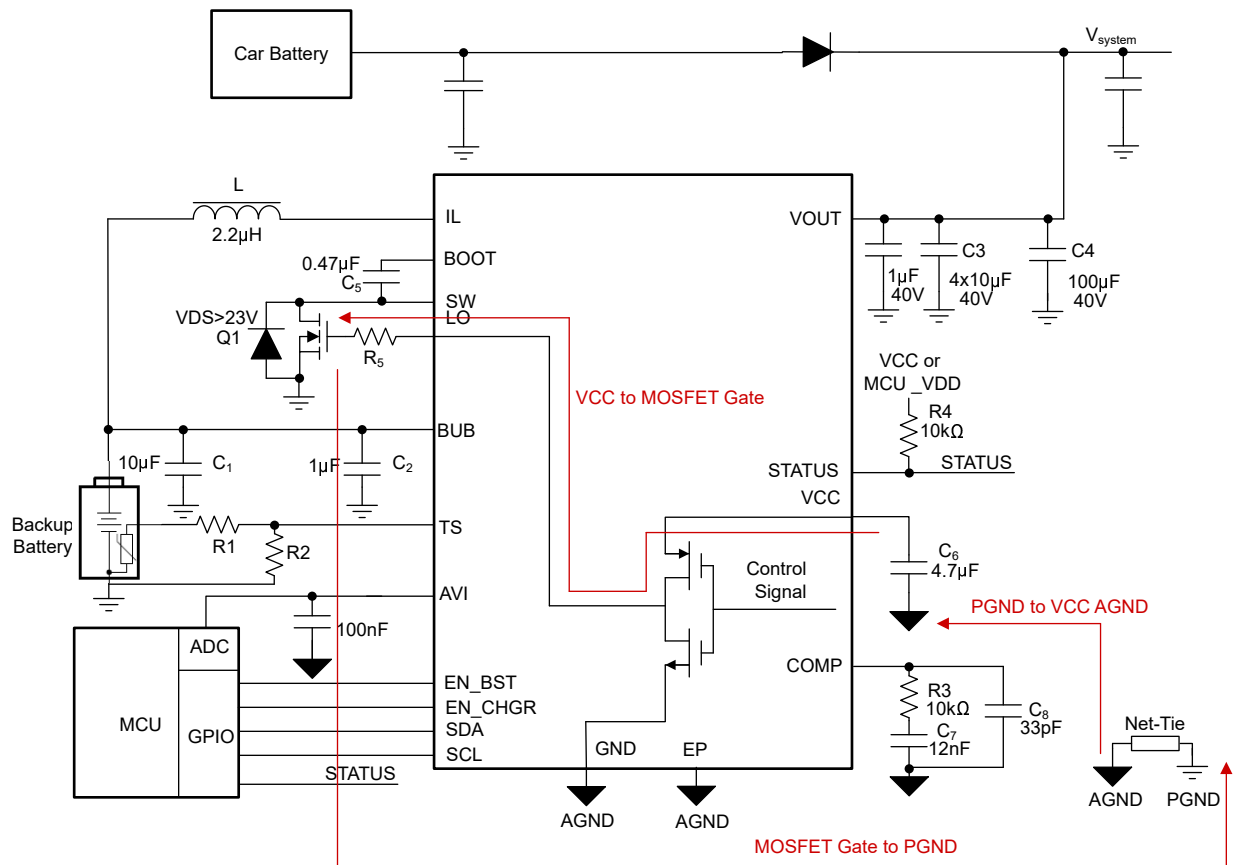 Car Battery
V_system
L
2.2µH
IL
BOOT
0.47µF
C5
SW
LO
VDS>23V
Q1
R5
VCC to MOSFET Gate
VOUT
1µF
40V
C3
4x10µF
40V
C4
100µF
40V
VCC or
MCU _VDD
R4
10kΩ
STATUS
STATUS
VCC
BUB
10µF
C1
1µF
C2
Backup
Battery
R1
R2
TS
Control
Signal
C6
4.7µF
AVI
100nF
PGND to VCC AGND
ADC
MCU
GPIO
EN_BST
EN_CHGR
SDA
SCL
STATUS
COMP
R3
10kΩ
C7
12nF
C8
33pF
Net-Tie
AGND
PGND
GND
EP
AGND
AGND
MOSFET Gate to PGND